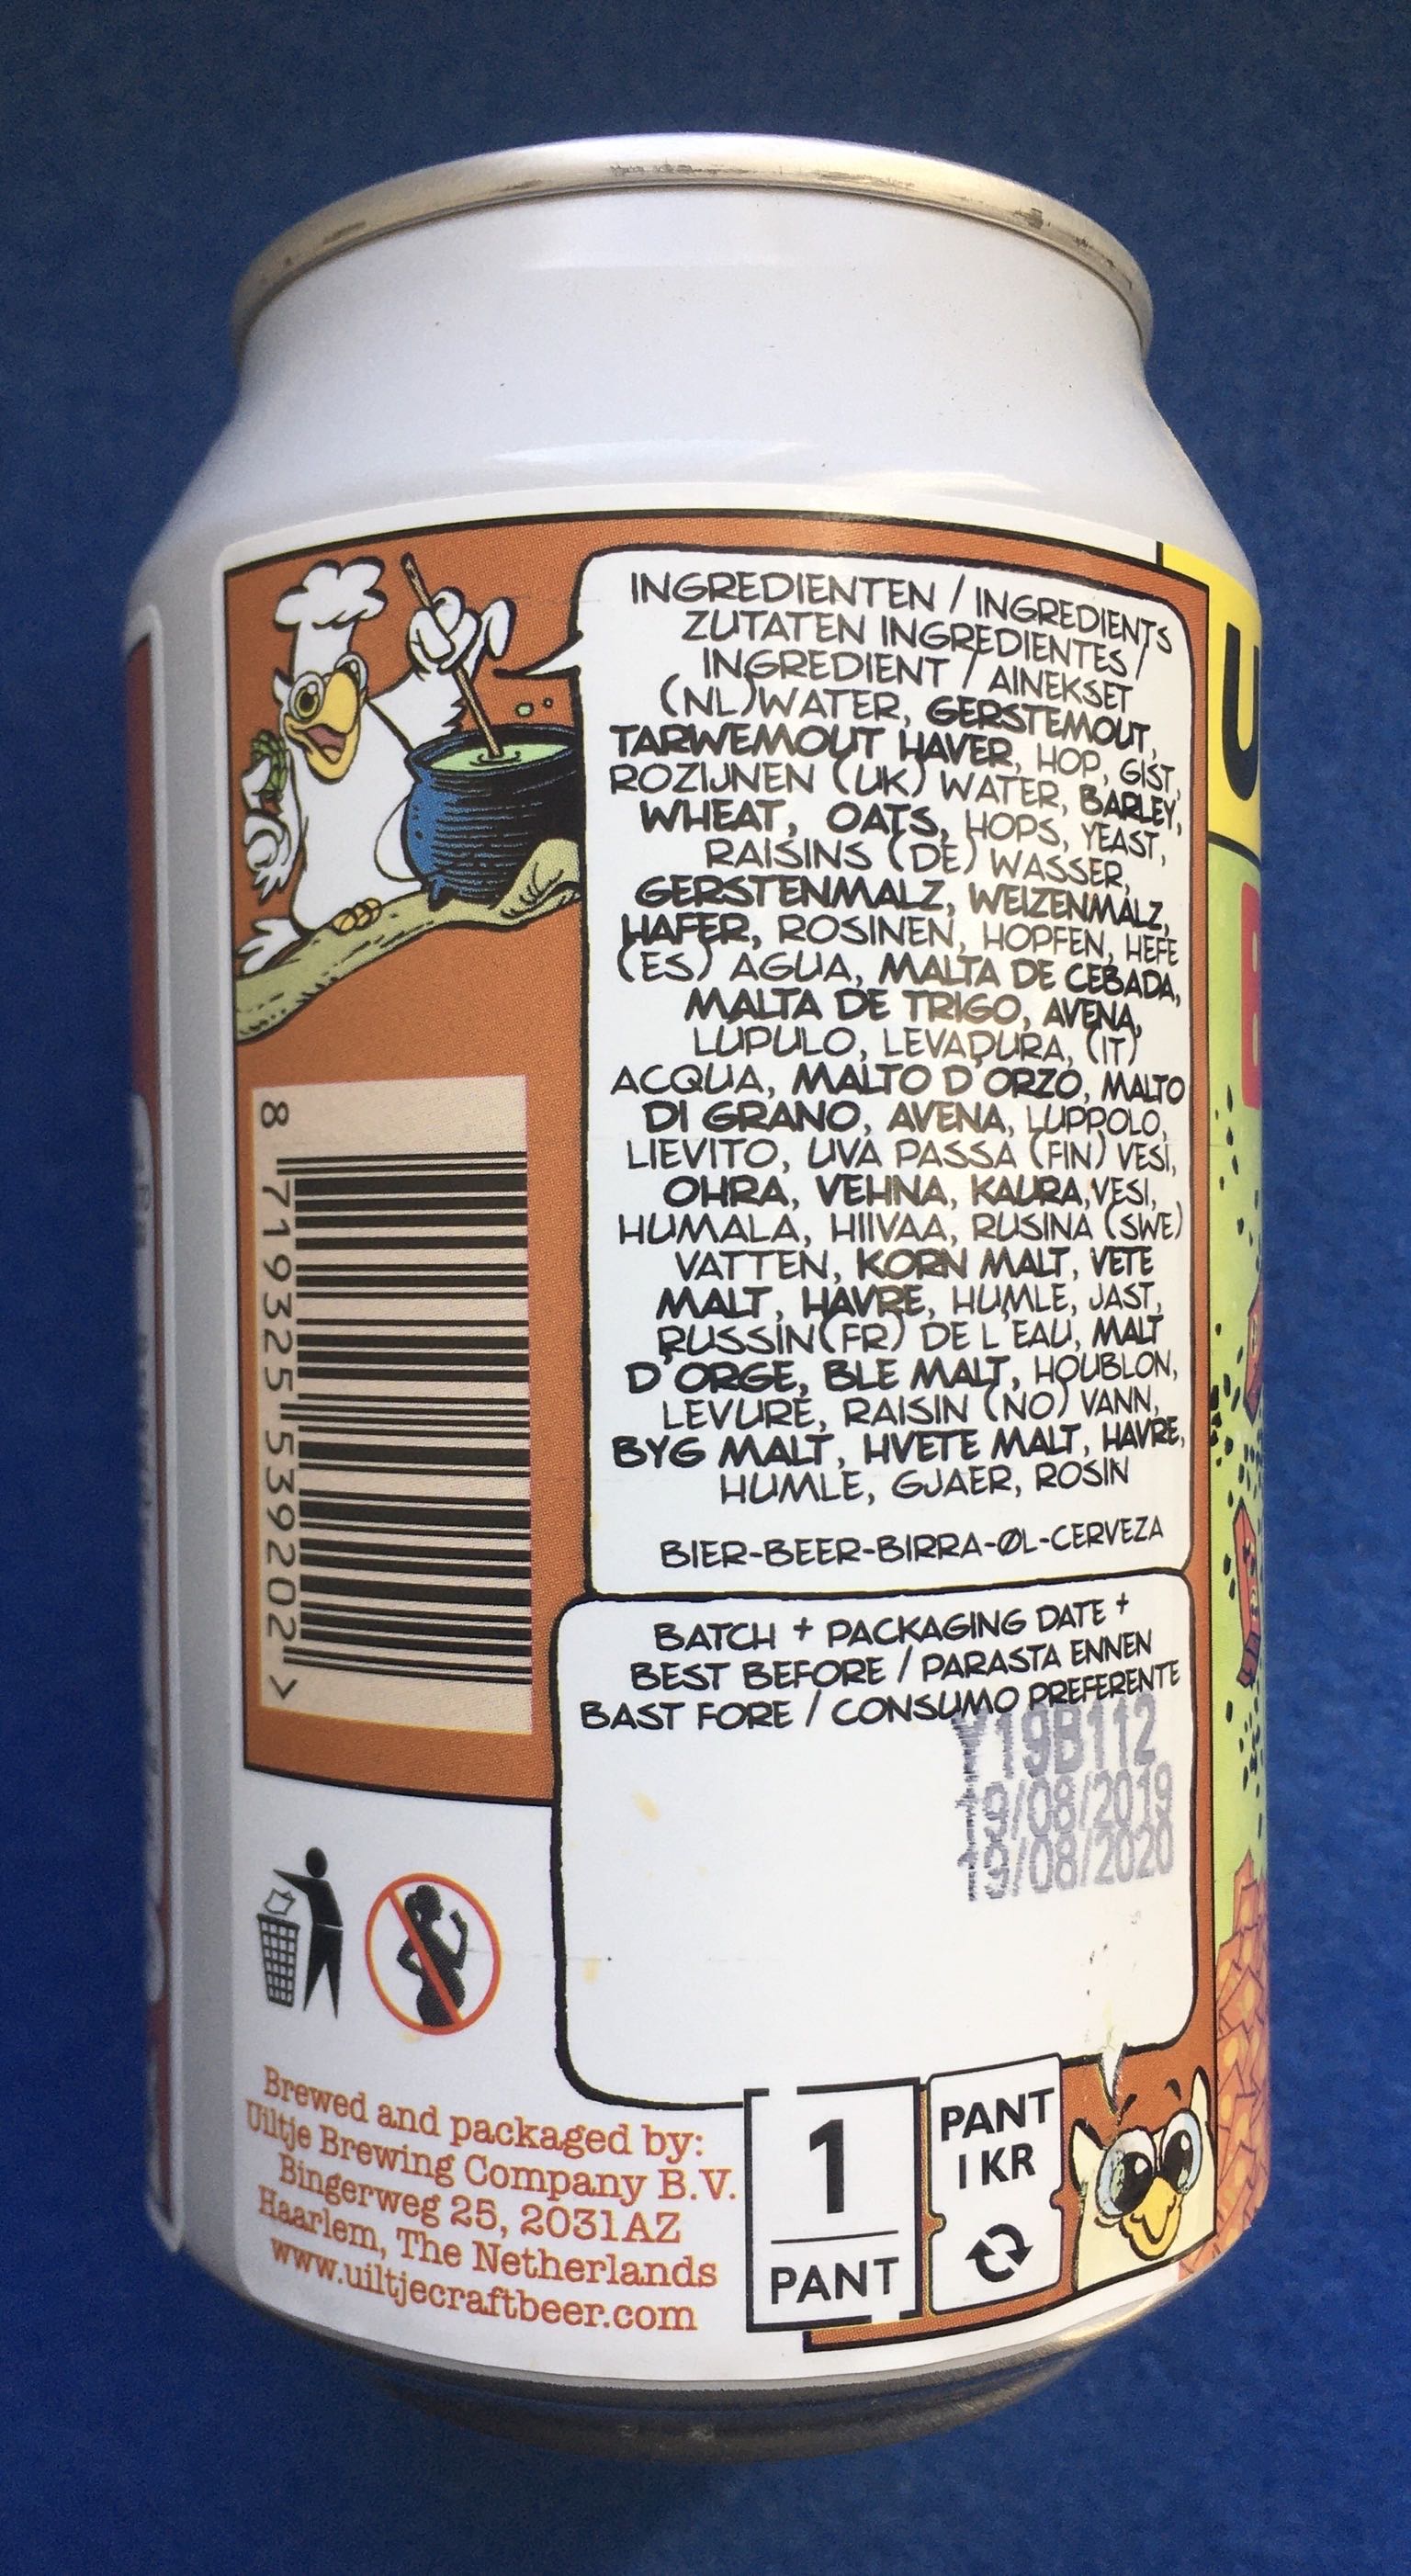 INGREDIENTEN / INGREDIENTS
ZUTATEN INGREDIENTES /
INGREDIENT / AINEKSET
(NL)WATER, GERSTEMOUT,
TARWEMOUT HAVER, HOP, GIST,
ROZIJNEN (UK) WATER, BARLEY,
WHEAT, OATS, HOPS, YEAST,
RAISINS (DE) WASSER,
GERSTENMALZ, WEIZENMALZ,
HAFER, ROSINEN, HOPFEN, HEFE
(ES) AGUA, MALTA DE CEBADA,
MALTA DE TRIGO, AVENA,
LÚPULO, LEVADURA, (IT)
ACQUA, MALTO D'ORZO, MALTO
DI GRANO, AVENA, LUPPOLO,
LIEVITO, UVA PASSA (FIN) VESI,
OHRA, VEHNA, KAURA,VESI,
HUMALA, HIIVAA, RUSINA (SWE)
VATTEN, KORN MALT, VETE
MALT, HAVRE, HUMLE, JAST,
RUSSIN(FR) DE L'EAU, MALT
D'ORGE, BLE MALT, HOUBLON,
LEVURE, RAISIN (NO) VANN,
BYG MALT, HVETE MALT, HAVRE,
HUMLE, GJAER, ROSIN
BIER-BEER-BIRRA-ØL-CERVEZA
8 719325 539202 >
BATCH + PACKAGING DATE +
BEST BEFORE / PARASTA ENNEN
BAST FORE / CONSUMO PREFERENTE
Y19B112
19/08/2019
19/08/2020
Brewed and packaged by:
Uiltje Brewing Company B.V.
Bingerweg 25, 2031AZ
Haarlem, The Netherlands
www.uiltjecraftbeer.com
1
PANT
PANT
1 KR
U